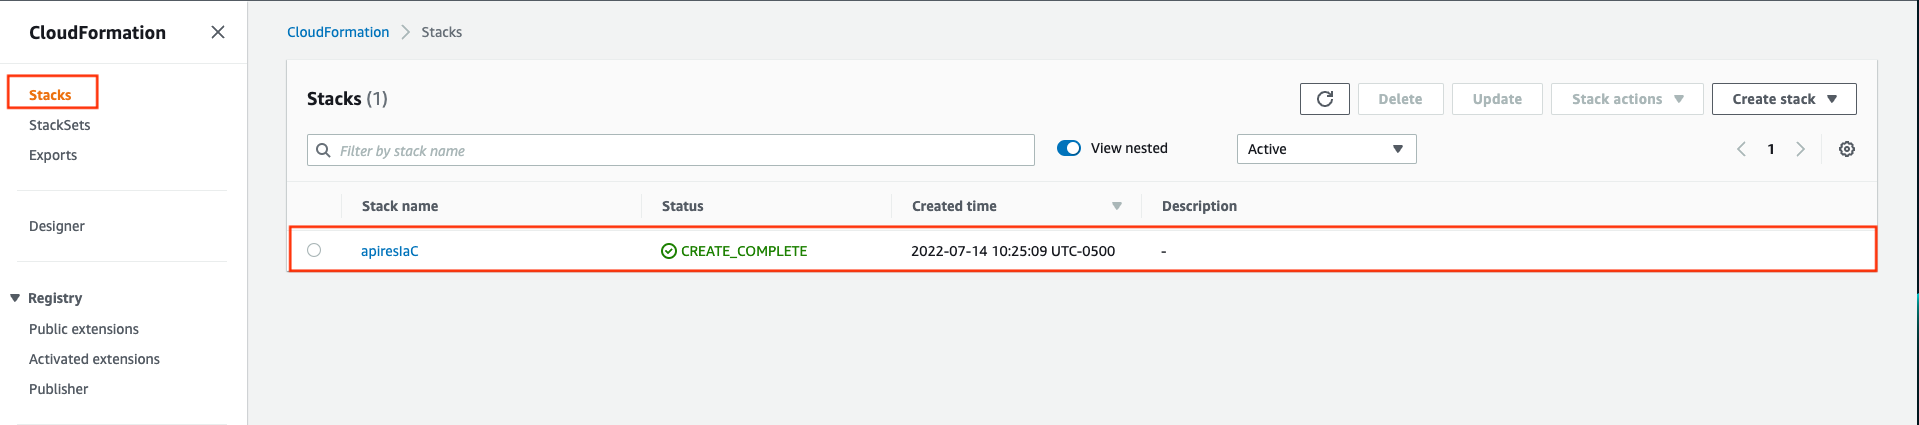 CloudFormation
Stacks
StackSets
Exports
Designer
Registry
Public extensions
Activated extensions
Publisher
CloudFormation Stacks
Stacks (1)
Delete Update Stack actions Create stack
Filter by stack name View nested Active 1
Stack name Status Created time Description
apiresIaC CREATE_COMPLETE 2022-07-14 10:25:09 UTC-0500 -